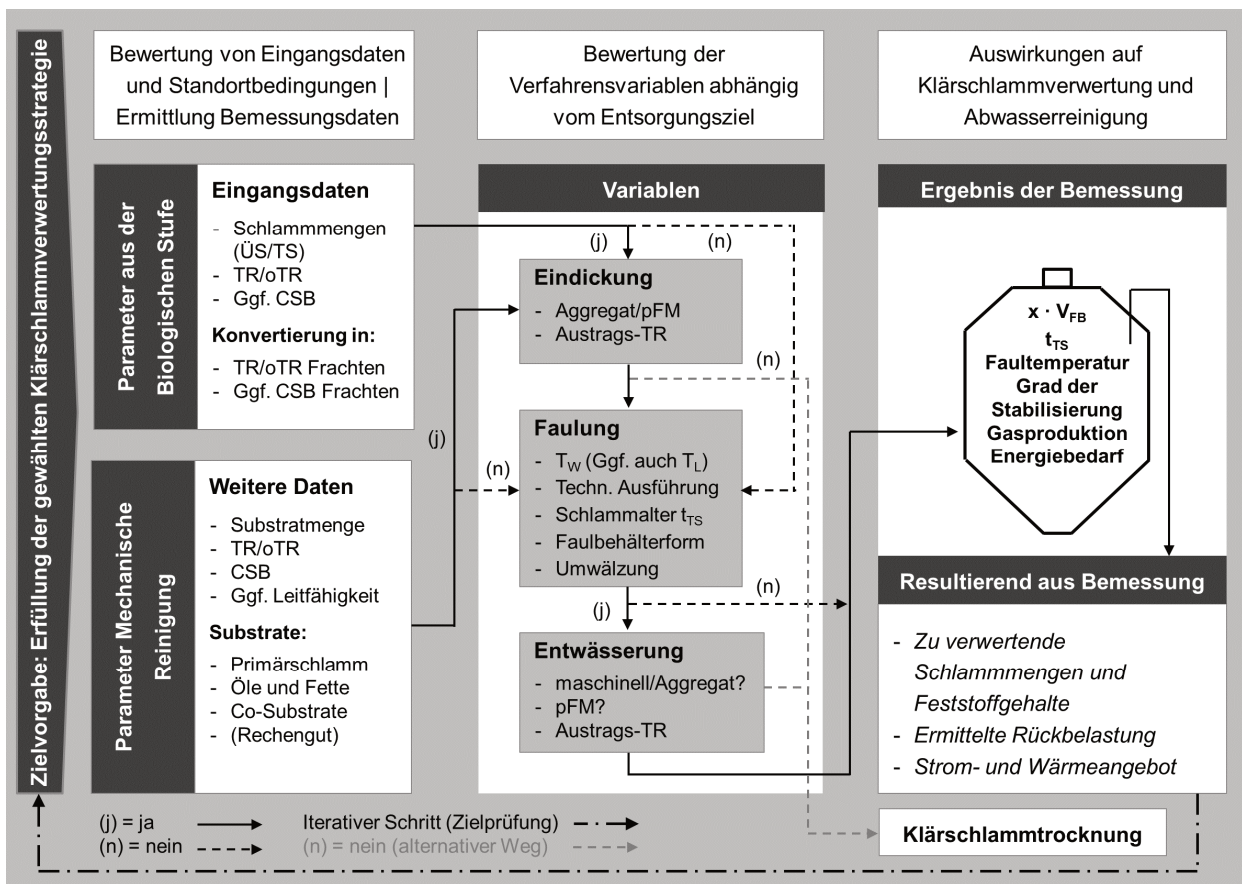 Zielvorgabe: Erfüllung der gewählten Klärschlammverwertungsstrategie
Bewertung von Eingangsdaten
und Standortbedingungen |
Ermittlung Bemessungsdaten
Parameter aus der
Biologischen Stufe
Eingangsdaten
- Schlammmengen
(ÜS/TS)
- TR/oTR
- Ggf. CSB
Konvertierung in:
- TR/oTR Frachten
- Ggf. CSB Frachten
Parameter Mechanische
Reinigung
Weitere Daten
- Substratmenge
- TR/oTR
- CSB
- Ggf. Leitfähigkeit
Substrate:
- Primärschlamm
- Öle und Fette
- Co-Substrate
- (Rechengut)
(j)
(n)
Bewertung der
Verfahrensvariablen abhängig
vom Entsorgungsziel
Variablen
(j)
(n)
Eindickung
- Aggregat/pFM
- Austrags-TR
(n)
Faulung
- TW (Ggf. auch TL)
- Techn. Ausführung
- Schlammalter tTS
- Faulbehälterform
- Umwälzung
(j)
(n)
Entwässerung
- maschinell/Aggregat?
- pFM?
- Austrags-TR
Auswirkungen auf
Klärschlammverwertung und
Abwasserreinigung
Ergebnis der Bemessung
x · VFB
tTS
Faultemperatur
Grad der
Stabilisierung
Gasproduktion
Energiebedarf
Resultierend aus Bemessung
- Zu verwertende
Schlammmengen und
Feststoffgehalte
- Ermittelte Rückbelastung
- Strom- und Wärmeangebot
Klärschlammtrocknung
(j) = ja
(n) = nein
Iterativer Schritt (Zielprüfung)
(n) = nein (alternativer Weg)